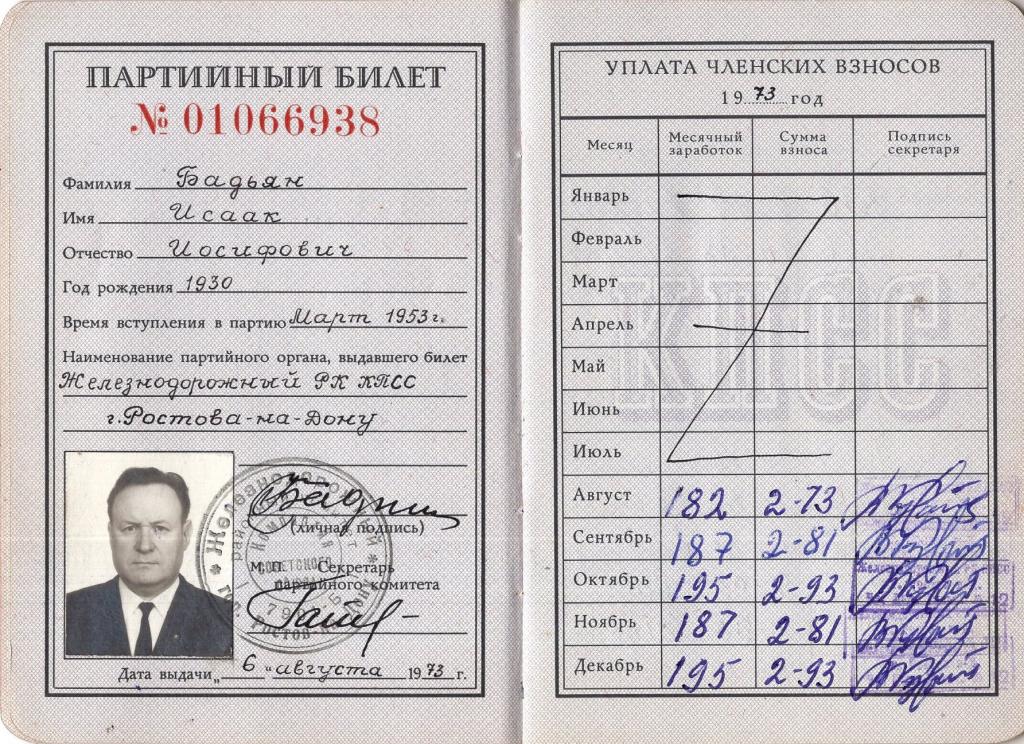 ПАРТИЙНЫЙ БИЛЕТ
№ 01066938
Фамилия Бадьян
Имя Исаак
Отчество Иосифович
Год рождения 1930
Время вступления в партию Март 1953 г.
Наименование партийного органа, выдавшего билет
Железнодорожный РК КПСС
г. Ростова-на-Дону
(личная подпись)
М. П. Секретарь
партийного комитета
Дата выдачи „6" августа 1973 г.
УПЛАТА ЧЛЕНСКИХ ВЗНОСОВ
1973 год
Месяц Месячный заработок Сумма взноса Подпись секретаря
Январь
Февраль
Март
Апрель
Май
Июнь
Июль
Август 182 2-73
Сентябрь 187 2-81
Октябрь 195 2-93
Ноябрь 187 2-81
Декабрь 195 2-93
КПСС